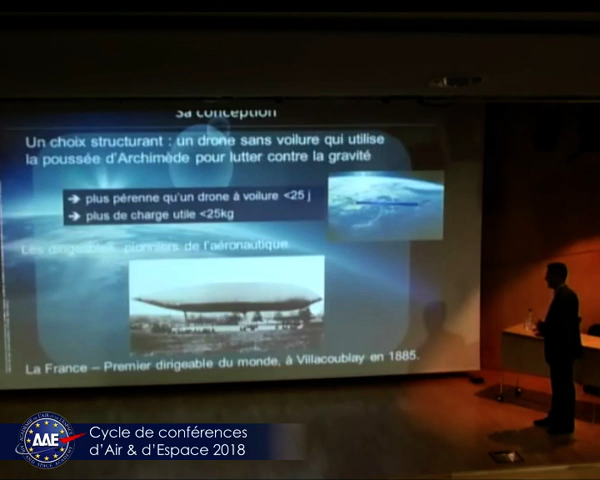 Sa conception
Un choix structurant : un drone sans voilure qui utilise
la poussée d'Archimède pour lutter contre la gravité
➔ plus pérenne qu'un drone à voilure <25 j
➔ plus de charge utile <25kg
Les dirigeables, pionniers de l'aéronautique
La France – Premier dirigeable du monde, à Villacoublay en 1885.
AAE
Cycle de conférences
d'Air & d'Espace 2018